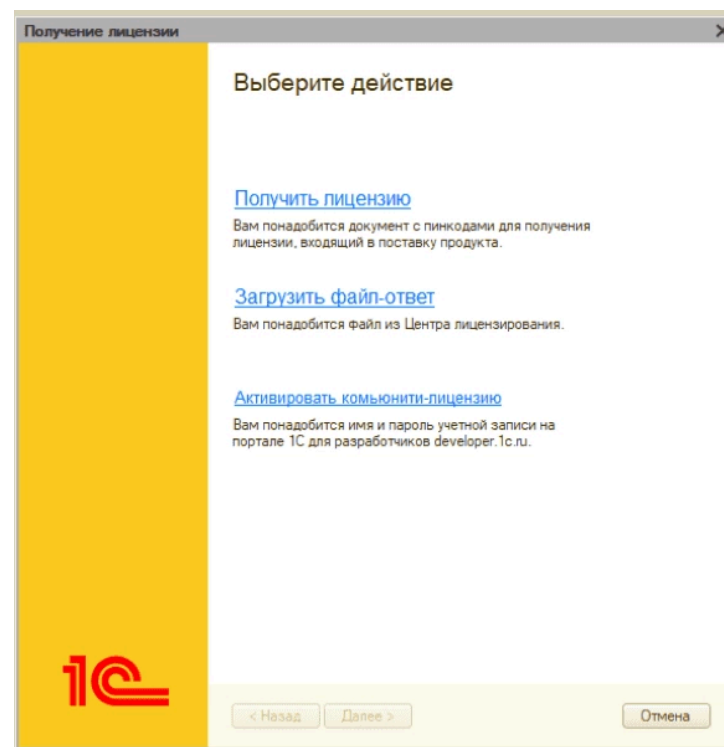 Получение лицензии
Выберите действие
Получить лицензию
Вам понадобится документ с пинкодами для получения
лицензии, входящий в поставку продукта.
Загрузить файл-ответ
Вам понадобится файл из Центра лицензирования.
Активировать комьюнити-лицензию
Вам понадобится имя и пароль учетной записи на
портале 1С для разработчиков developer.1c.ru.
1С
< Назад
Далее >
Отмена